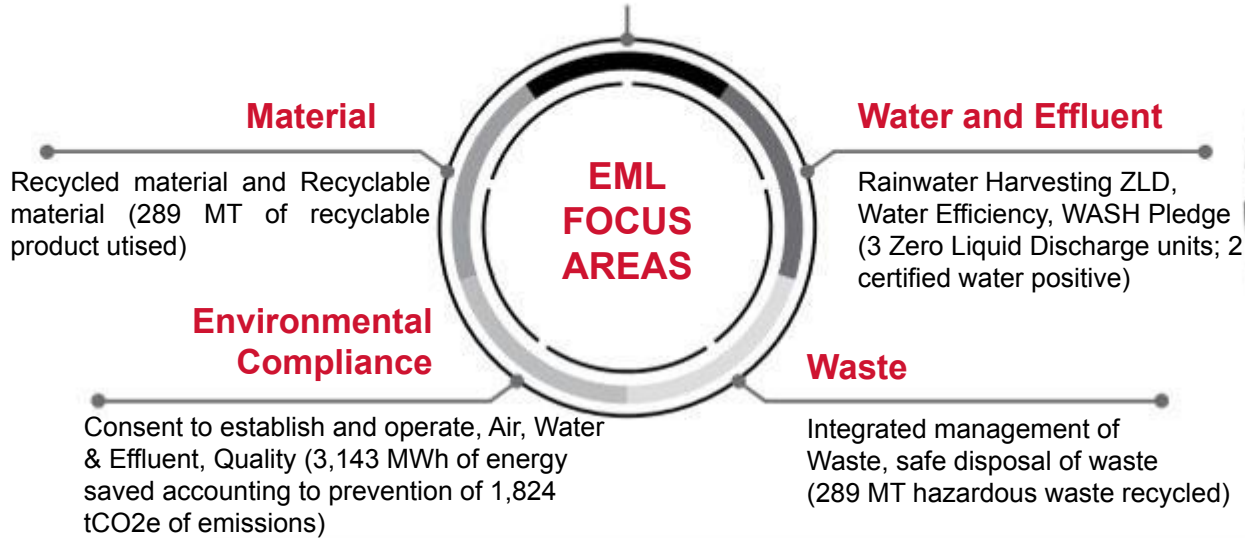 Material
Recycled material and Recyclable
material (289 MT of recyclable
product utised)
EML
FOCUS
AREAS
Water and Effluent
Rainwater Harvesting ZLD,
Water Efficiency, WASH Pledge
(3 Zero Liquid Discharge units; 2
certified water positive)
Environmental
Compliance
Consent to establish and operate, Air, Water
& Effluent, Quality (3,143 MWh of energy
saved accounting to prevention of 1,824
tCO2e of emissions)
Waste
Integrated management of
Waste, safe disposal of waste
(289 MT hazardous waste recycled)